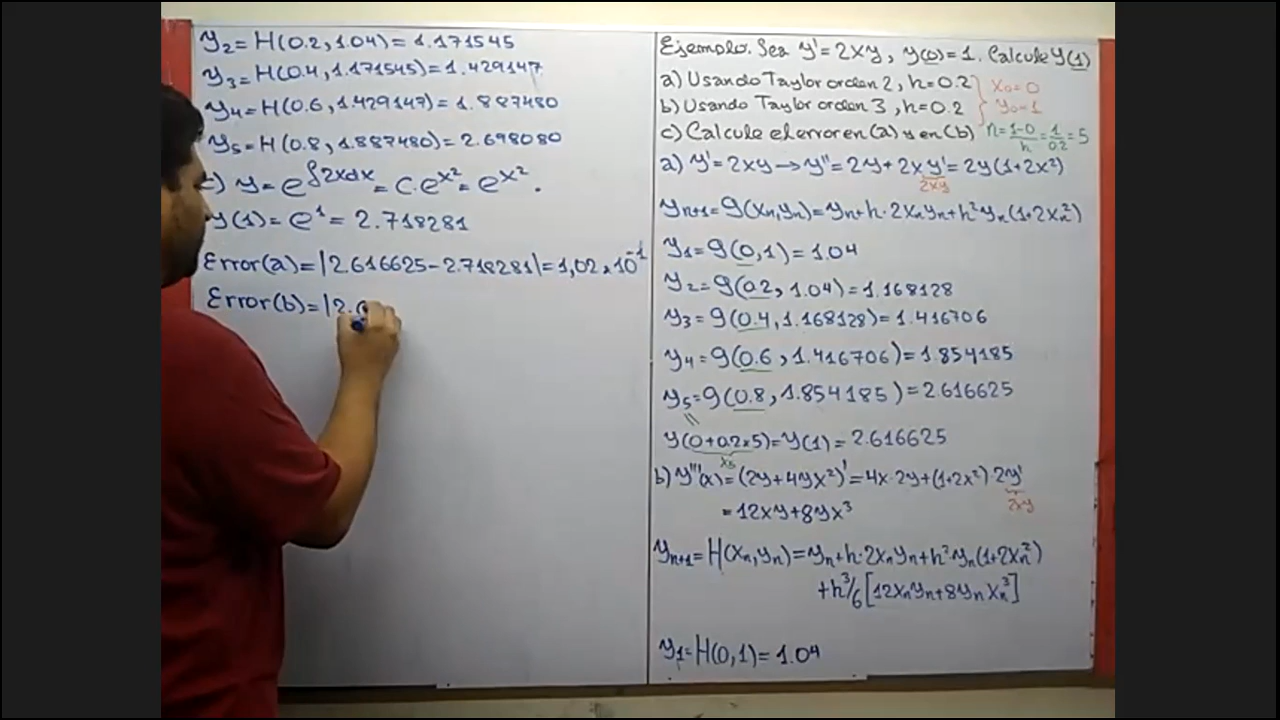 Ejemplo. Sea y' = 2xy, y(0)=1. Calcule y(1)
a) Usando Taylor orden 2, h=0.2 } x₀=0
b) Usando Taylor orden 3, h=0.2 } y₀=1
c) Calcule el error en (a) y en (b) n=(1-0)/h=1/0.2=5
a) y'=2xy → y''=2y+2xy'=2y(1+2x²)
2xy
yₙ₊₁=g(xₙ,yₙ)=yₙ+h·2xₙyₙ+h²yₙ(1+2xₙ²)
y₁=g(0,1)=1.04
y₂=g(0.2,1.04)=1.168128
y₃=g(0.4,1.168128)=1.416706
y₄=g(0.6,1.416706)=1.854185
y₅=g(0.8,1.854185)=2.616625
||
y(0+0.2x5)=y(1)=2.616625
x₅
b) y'''(x)=(2y+4yx²)'=4x·2y+(1+2x²)·2y'
2xy
=12xy+8yx³
yₙ₊₁=H(xₙ,yₙ)=yₙ+h·2xₙyₙ+h²·yₙ(1+2xₙ²)
+h³/6[12xₙyₙ+8yₙxₙ³]
y₁=H(0,1)=1.04
y₂=H(0.2,1.04)=1.171545
y₃=H(0.4,1.171545)=1.429147
y₄=H(0.6,1.429147)=1.887480
y₅=H(0.8,1.887480)=2.698080
c) y=e^∫2xdx=c.e^x²=e^x².
y(1)=e¹=2.718281
Error(a)=|2.616625-2.718281|=1,02x10⁻¹
Error(b)=|2.